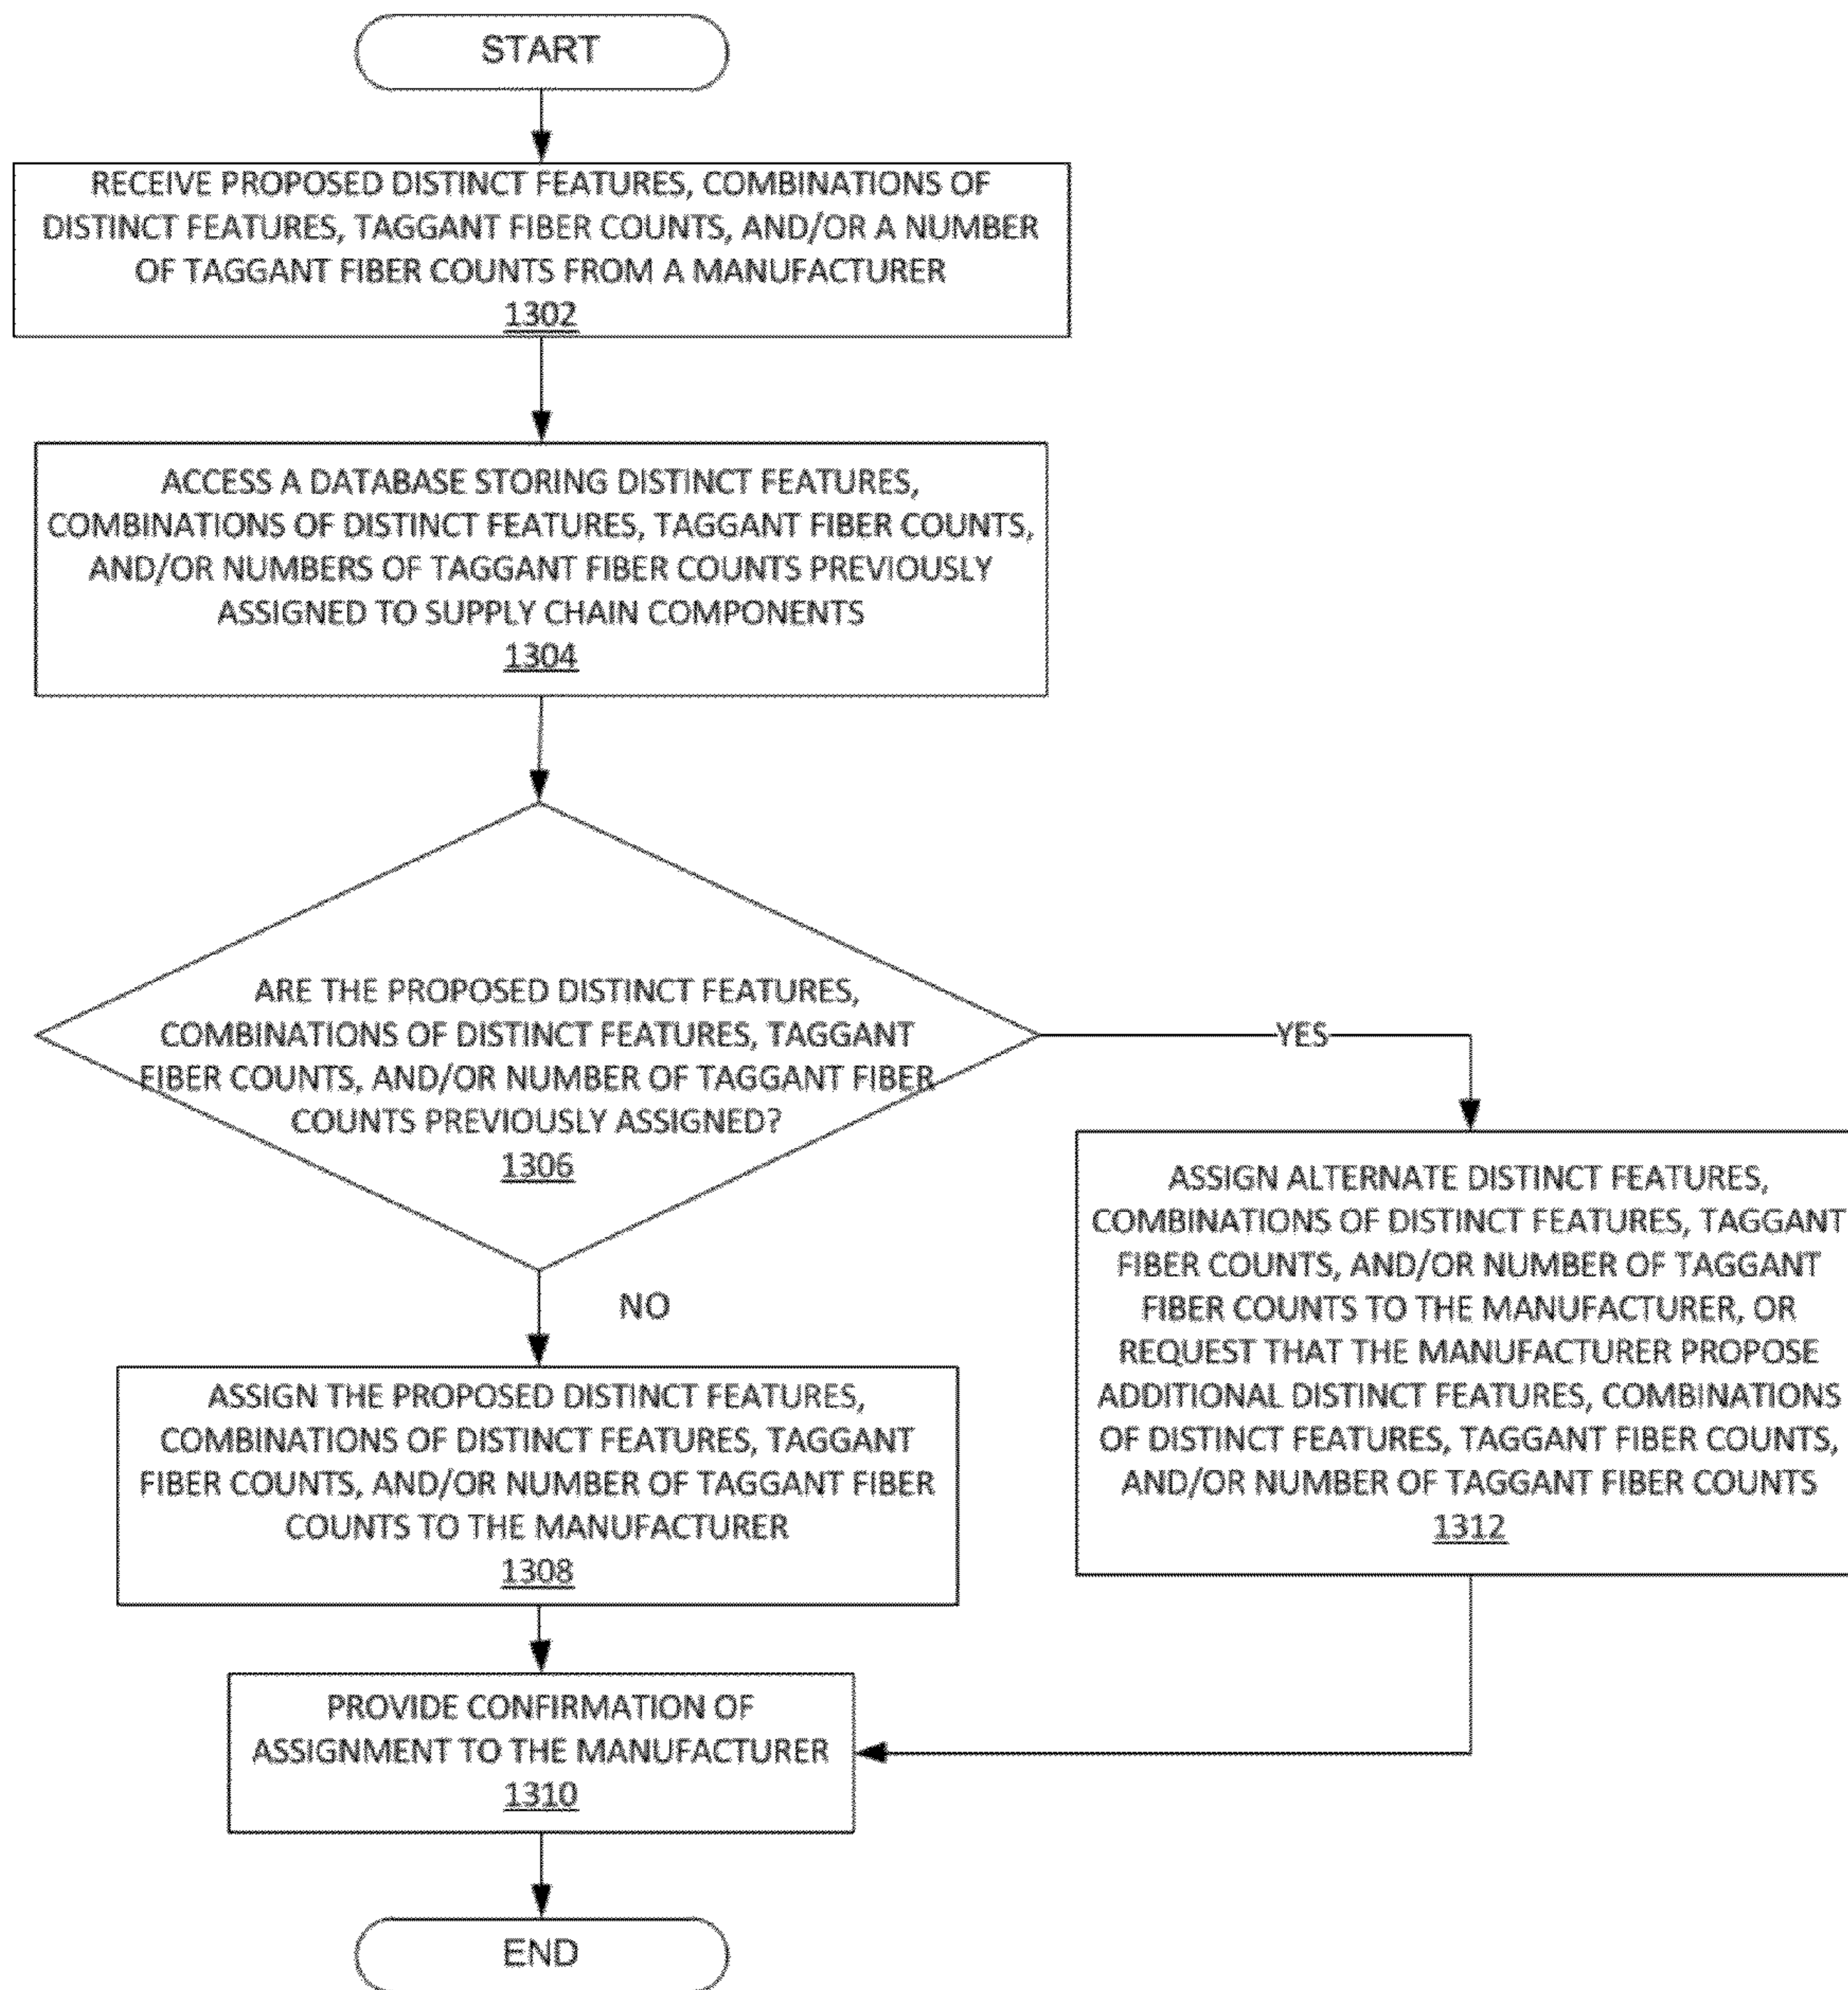 START
RECEIVE PROPOSED DISTINCT FEATURES, COMBINATIONS OF
DISTINCT FEATURES, TAGGANT FIBER COUNTS, AND/OR A NUMBER
OF TAGGANT FIBER COUNTS FROM A MANUFACTURER
1302
ACCESS A DATABASE STORING DISTINCT FEATURES,
COMBINATIONS OF DISTINCT FEATURES, TAGGANT FIBER COUNTS,
AND/OR NUMBERS OF TAGGANT FIBER COUNTS PREVIOUSLY
ASSIGNED TO SUPPLY CHAIN COMPONENTS
1304
ARE THE PROPOSED DISTINCT FEATURES,
COMBINATIONS OF DISTINCT FEATURES, TAGGANT
FIBER COUNTS, AND/OR NUMBER OF TAGGANT FIBER
COUNTS PREVIOUSLY ASSIGNED?
1306
YES
NO
ASSIGN THE PROPOSED DISTINCT FEATURES,
COMBINATIONS OF DISTINCT FEATURES, TAGGANT
FIBER COUNTS, AND/OR NUMBER OF TAGGANT FIBER
COUNTS TO THE MANUFACTURER
1308
ASSIGN ALTERNATE DISTINCT FEATURES,
COMBINATIONS OF DISTINCT FEATURES, TAGGANT
FIBER COUNTS, AND/OR NUMBER OF TAGGANT
FIBER COUNTS TO THE MANUFACTURER, OR
REQUEST THAT THE MANUFACTURER PROPOSE
ADDITIONAL DISTINCT FEATURES, COMBINATIONS
OF DISTINCT FEATURES, TAGGANT FIBER COUNTS,
AND/OR NUMBER OF TAGGANT FIBER COUNTS
1312
PROVIDE CONFIRMATION OF
ASSIGNMENT TO THE MANUFACTURER
1310
END